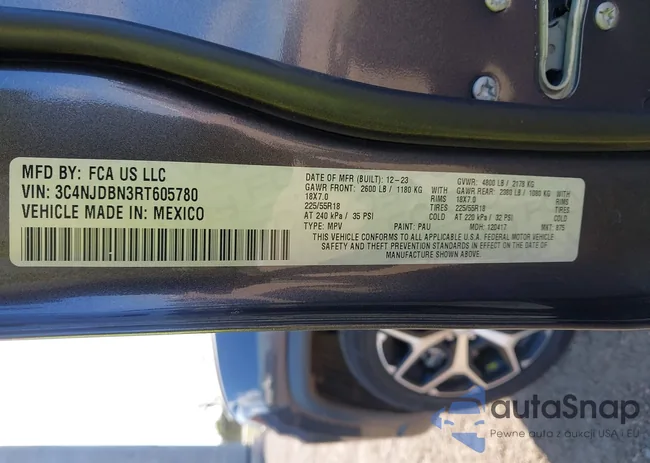 MFD BY: FCA US LLC
VIN: 3C4NJDBN3RT605780
VEHICLE MADE IN: MEXICO
DATE OF MFR (BUILT): 12-23 GVWR: 4800 LB / 2178 KG
GAWR FRONT: 2600 LB / 1180 KG WITH GAWR REAR: 2380 LB / 1080 KG WITH
18X7.0 RIMS 18X7.0 RIMS
225/55R18 TIRES 225/55R18 TIRES
AT 240 kPa / 35 PSI COLD AT 220 kPa / 32 PSI COLD
TYPE: MPV PAINT: PAU MDH: 120417 MKT: 875
THIS VEHICLE CONFORMS TO ALL APPLICABLE U.S.A. FEDERAL MOTOR VEHICLE
SAFETY AND THEFT PREVENTION STANDARDS IN EFFECT ON THE DATE OF
MANUFACTURE SHOWN ABOVE.
autoSnap
Pewne auta z aukcji USA i EU